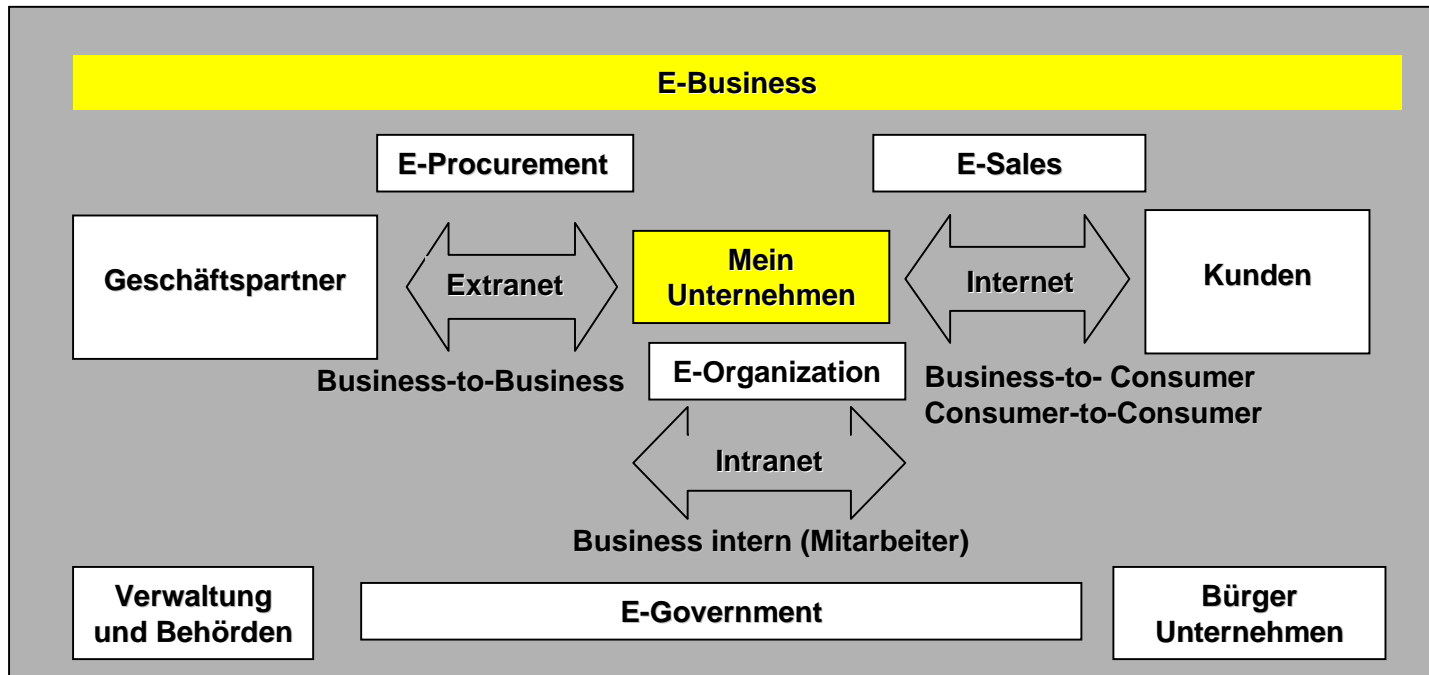 E-Business
E-Procurement
E-Sales
Geschäftspartner
Extranet
Mein
Unternehmen
Internet
Kunden
Business-to-Business
E-Organization
Business-to- Consumer
Consumer-to-Consumer
Intranet
Business intern (Mitarbeiter)
Verwaltung
und Behörden
E-Government
Bürger
Unternehmen